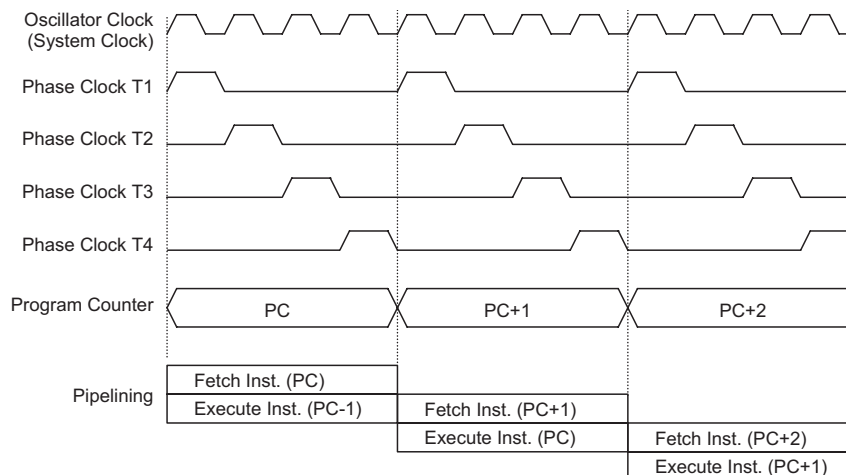 Oscillator Clock
(System Clock)
Phase Clock T1
Phase Clock T2
Phase Clock T3
Phase Clock T4
Program Counter
PC
PC+1
PC+2
Pipelining
Fetch Inst. (PC)
Execute Inst. (PC-1)
Fetch Inst. (PC+1)
Execute Inst. (PC)
Fetch Inst. (PC+2)
Execute Inst. (PC+1)